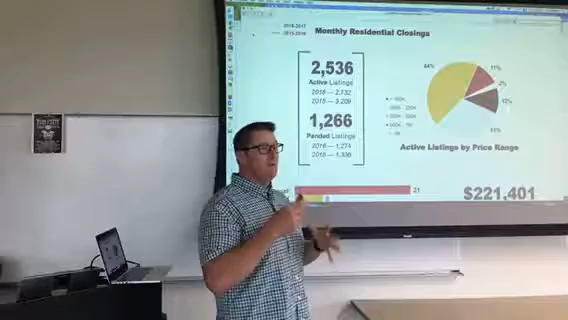 2016-2017
2015-2016
Monthly Residential Closings
2,536
Active Listings
2016 — 2,732
2015 — 3,209
1,266
Pended Listings
2016 — 1,274
2015 — 1,336
44%
11%
12%
Active Listings by Price Range
21
$221,401